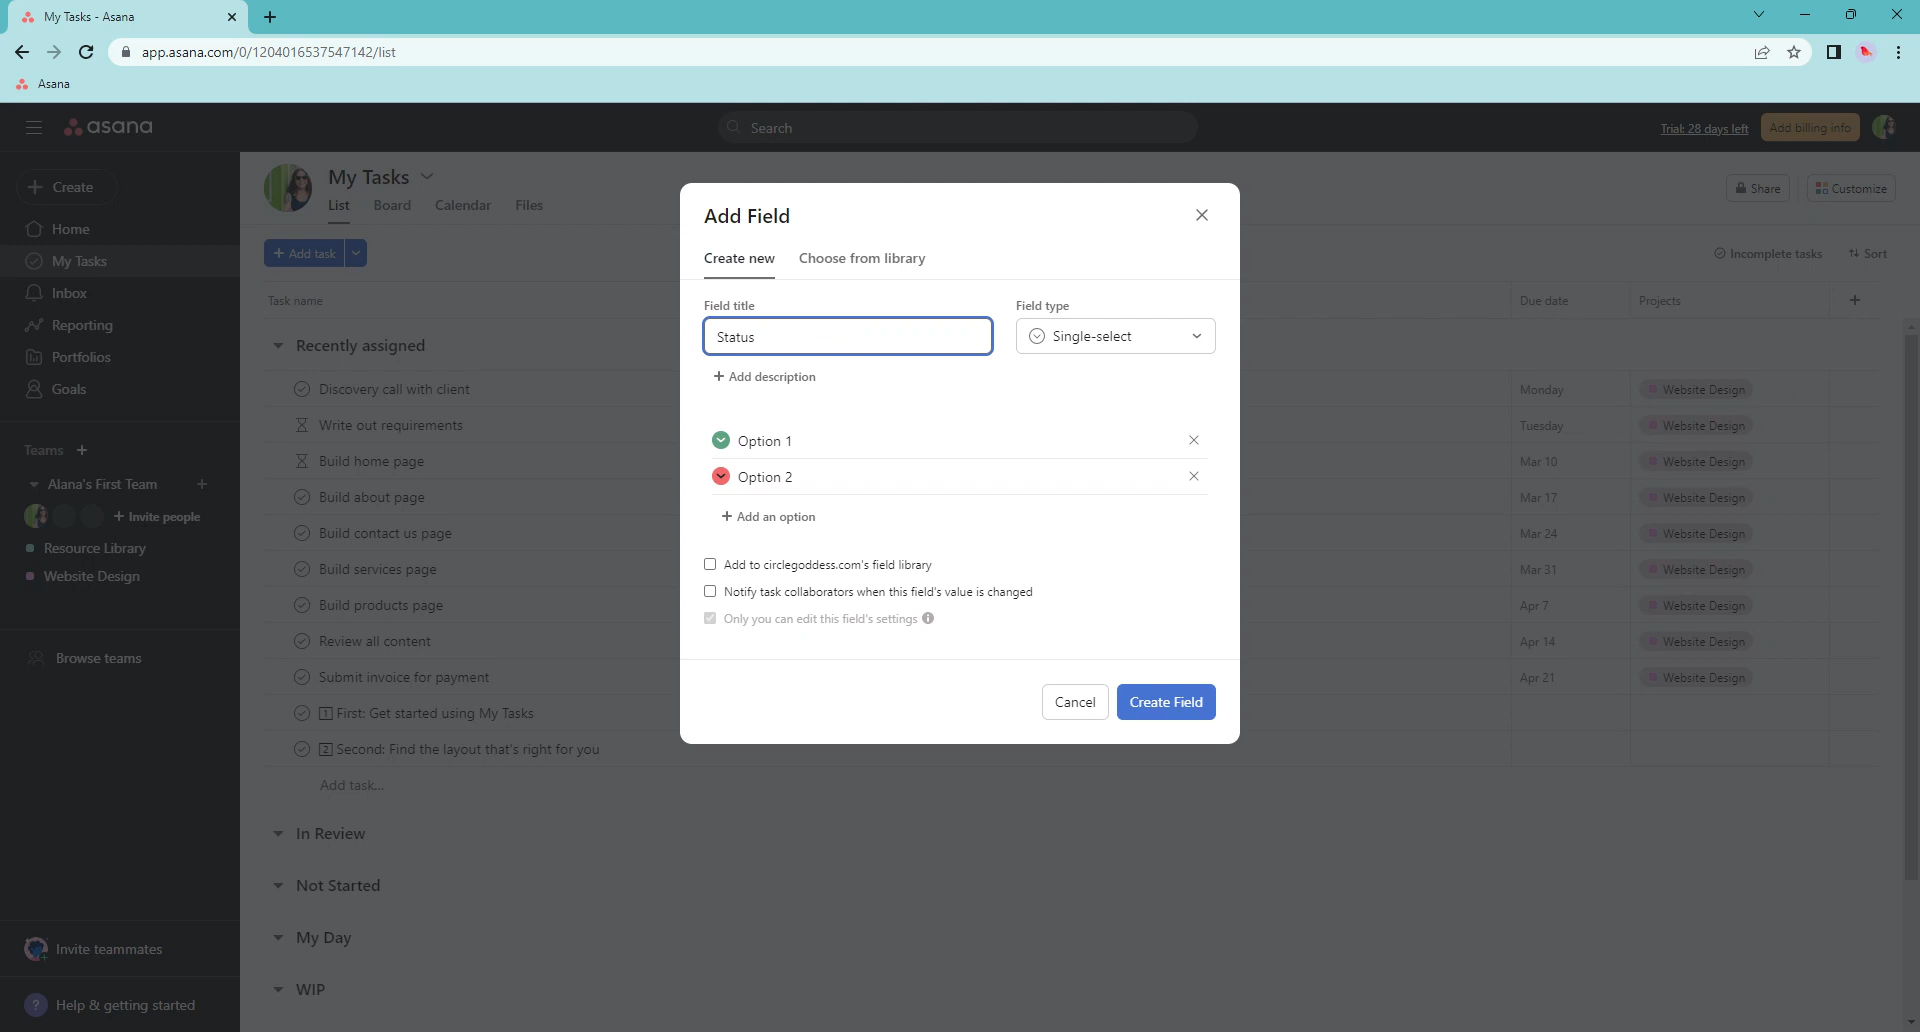 My Tasks - Asana
app.asana.com/0/1204016537547142/list
Asana
asana
Search
Trial: 28 days left
Add billing info
Create
Home
My Tasks
Inbox
Reporting
Portfolios
Goals
Teams
Alana's First Team
Invite people
Resource Library
Website Design
Browse teams
Invite teammates
? Help & getting started
My Tasks
List Board Calendar Files
Share Customize
+ Add task
Incomplete tasks Sort
Task name Due date Projects
Recently assigned
Discovery call with client Monday Website Design
Write out requirements Tuesday Website Design
Build home page Mar 10 Website Design
Build about page Mar 17 Website Design
Build contact us page Mar 24 Website Design
Build services page Mar 31 Website Design
Build products page Apr 7 Website Design
Review all content Apr 14 Website Design
Submit invoice for payment Apr 21 Website Design
1 First: Get started using My Tasks
2 Second: Find the layout that's right for you
Add task...
In Review
Not Started
My Day
WIP
Add Field
Create new Choose from library
Field title Field type
Status Single-select
+ Add description
Option 1
Option 2
+ Add an option
Add to circlegoddess.com's field library
Notify task collaborators when this field's value is changed
Only you can edit this field's settings
Cancel Create Field